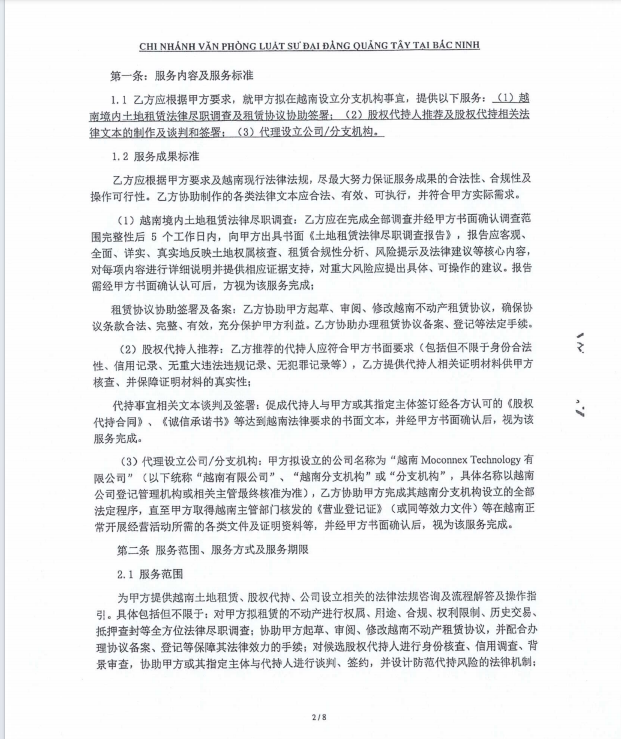 CHI NHÁNH VĂN PHÒNG LUẬT SƯ ĐẠI ĐẲNG QUẢNG TÂY TẠI BẮC NINH
第一条：服务内容及服务标准
1.1 乙方应根据甲方要求，就甲方拟在越南设立分支机构事宜，提供以下服务：（1）越
南境内土地租赁法律尽职调查及租赁协议协助签署；（2）股权代持人推荐及股权代持相关法
律文本的制作及谈判和签署；（3）代理设立公司/分支机构。
1.2 服务成果标准
乙方应根据甲方要求及越南现行法律法规，尽最大努力保证服务成果的合法性、合规性及
操作可行性。乙方协助制作的各类法律文本应合法、有效、可执行，并符合甲方实际需求。
（1）越南境内土地租赁法律尽职调查：乙方应在完成全部调查并经甲方书面确认调查范
围完整性后 5 个工作日内，向甲方出具书面《土地租赁法律尽职调查报告》，报告应客观、
全面、详实、真实地反映土地权属核查、租赁合规性分析、风险提示及法律建议等核心内容，
对每项内容进行详细说明并提供相应证据支持，对重大风险应提出具体、可操作的建议。报告
需经甲方书面确认认可后，方视为该服务完成；
租赁协议协助签署及备案：乙方协助甲方起草、审阅、修改越南不动产租赁协议，确保协
议条款合法、完整、有效，充分保护甲方利益。乙方协助办理租赁协议备案、登记等法定手续。
（2）股权代持人推荐：乙方推荐的代持人应符合甲方书面要求（包括但不限于身份合法
性、信用记录、无重大违法违规记录、无犯罪记录等），乙方提供代持人相关证明材料供甲方
核查、并保障证明材料的真实性；
代持事宜相关文本谈判及签署：促成代持人与甲方或其指定主体签订经各方认可的《股权
代持合同》、《诚信承诺书》等达到越南法律要求的书面文本，并经甲方书面确认后，视为该
服务完成。
（3）代理设立公司/分支机构：甲方拟设立的公司名称为“越南 Moconnex Technology 有
限公司”（以下统称“越南有限公司”、“越南分支机构”或“分支机构”，具体名称以越南
公司登记管理机构或相关主管最终核准为准），乙方协助甲方完成其越南分支机构设立的全部
法定程序，直至甲方取得越南主管部门核发的《营业登记证》（或同等效力文件）等在越南正
常开展经营活动所需的各类文件及证明资料等，并经甲方书面确认后，视为该服务完成。
第二条 服务范围、服务方式及服务期限
2.1 服务范围
为甲方提供越南土地租赁、股权代持、公司设立相关的法律法规咨询及流程解答及操作指
引。具体包括但不限于：对甲方拟租赁的不动产进行权属、用途、合规、权利限制、历史交易、
抵押查封等全方位法律尽职调查；协助甲方起草、审阅、修改越南不动产租赁协议，并配合办
理协议备案、登记等保障其法律效力的手续；对候选股权代持人进行身份核查、信用调查、背
景审查，协助甲方或其指定主体与代持人进行谈判、签约，并设计防范代持风险的法律机制；
2 / 8